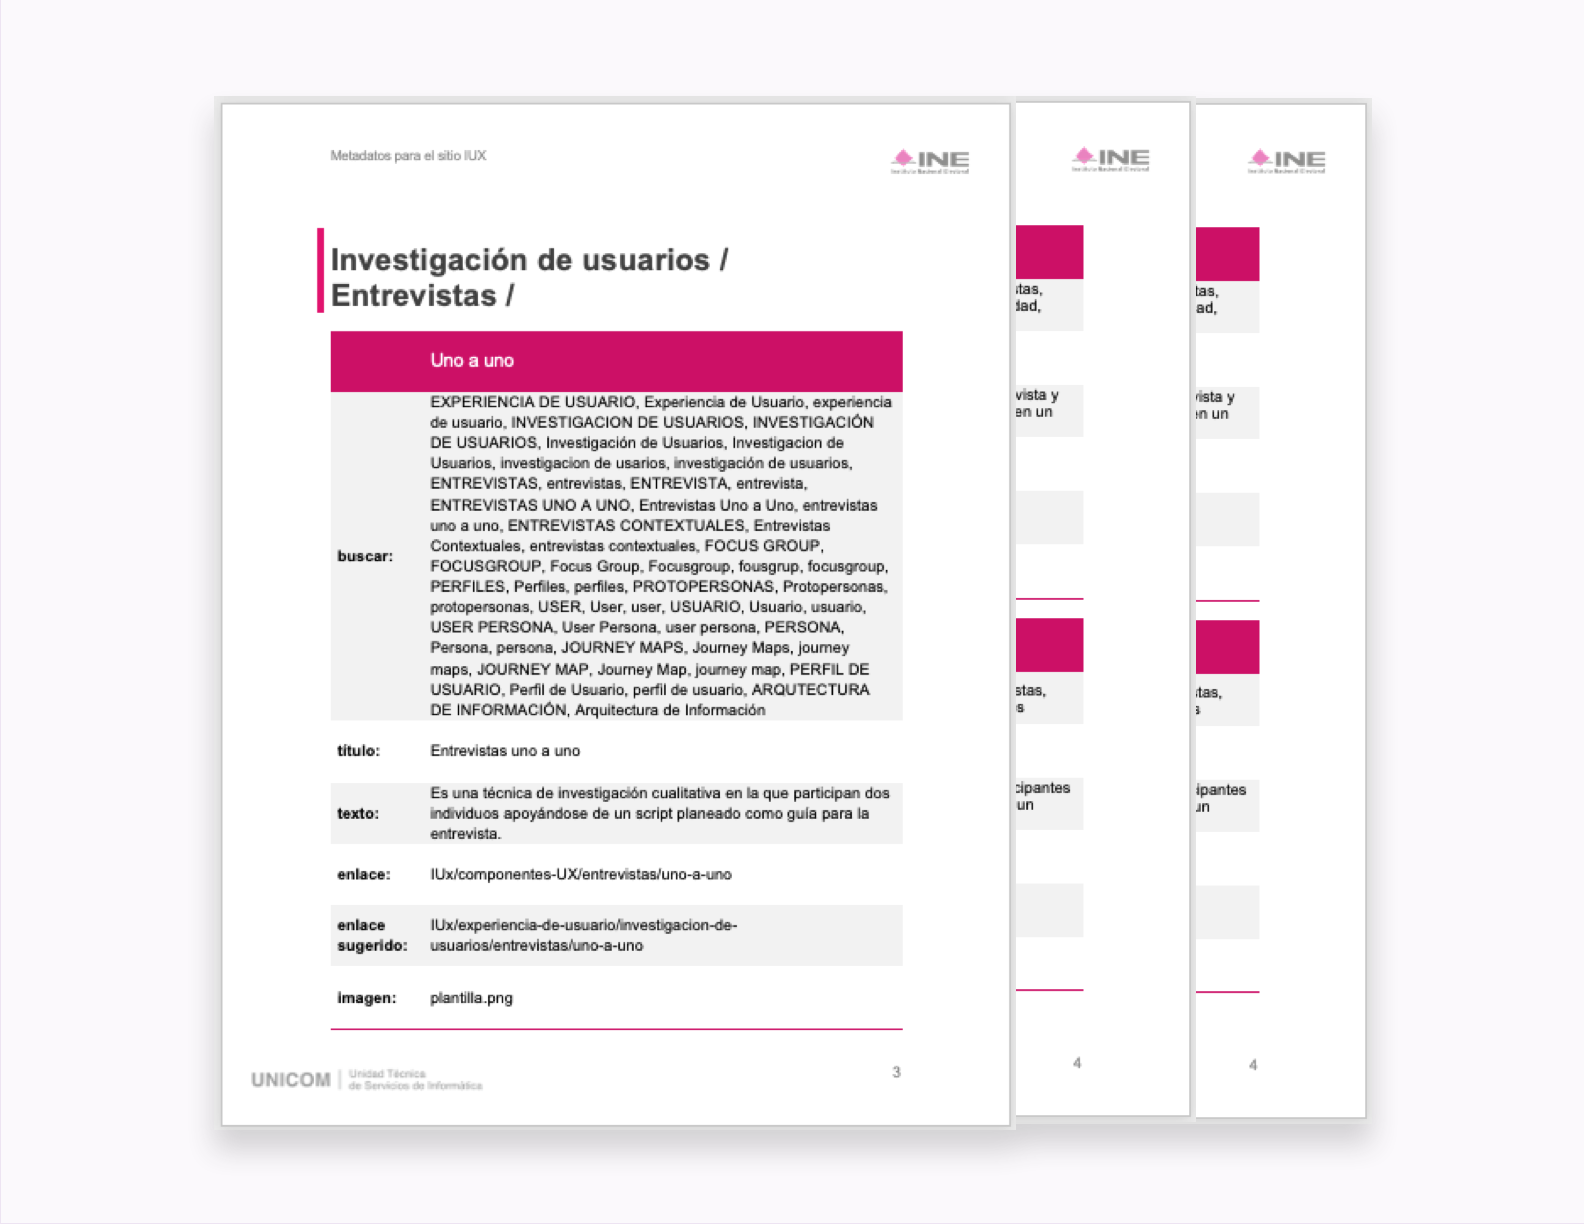 Metadatos para el sitio IUX
INE
Instituto Nacional Electoral
Investigación de usuarios /
Entrevistas /
Uno a uno
buscar:
EXPERIENCIA DE USUARIO, Experiencia de Usuario, experiencia
de usuario, INVESTIGACION DE USUARIOS, INVESTIGACIÓN
DE USUARIOS, Investigación de Usuarios, Investigacion de
Usuarios, investigacion de usarios, investigación de usuarios,
ENTREVISTAS, entrevistas, ENTREVISTA, entrevista,
ENTREVISTAS UNO A UNO, Entrevistas Uno a Uno, entrevistas
uno a uno, ENTREVISTAS CONTEXTUALES, Entrevistas
Contextuales, entrevistas contextuales, FOCUS GROUP,
FOCUSGROUP, Focus Group, Focusgroup, fousgrup, focusgroup,
PERFILES, Perfiles, perfiles, PROTOPERSONAS, Protopersonas,
protopersonas, USER, User, user, USUARIO, Usuario, usuario,
USER PERSONA, User Persona, user persona, PERSONA,
Persona, persona, JOURNEY MAPS, Journey Maps, journey
maps, JOURNEY MAP, Journey Map, journey map, PERFIL DE
USUARIO, Perfil de Usuario, perfil de usuario, ARQUTECTURA
DE INFORMACIÓN, Arquitectura de Información
título:
Entrevistas uno a uno
texto:
Es una técnica de investigación cualitativa en la que participan dos
individuos apoyándose de un script planeado como guía para la
entrevista.
enlace:
IUx/componentes-UX/entrevistas/uno-a-uno
enlace
sugerido:
IUx/experiencia-de-usuario/investigacion-de-
usuarios/entrevistas/uno-a-uno
imagen:
plantilla.png
UNICOM
Unidad Técnica
de Servicios de Informática
3
INE
Instituto Nacional Electoral
stas,
dad,
vista y
en un
stas,
s
cipantes
un
4
INE
Instituto Nacional Electoral
tas,
ad,
vista y
en un
stas,
s
ipantes
un
4